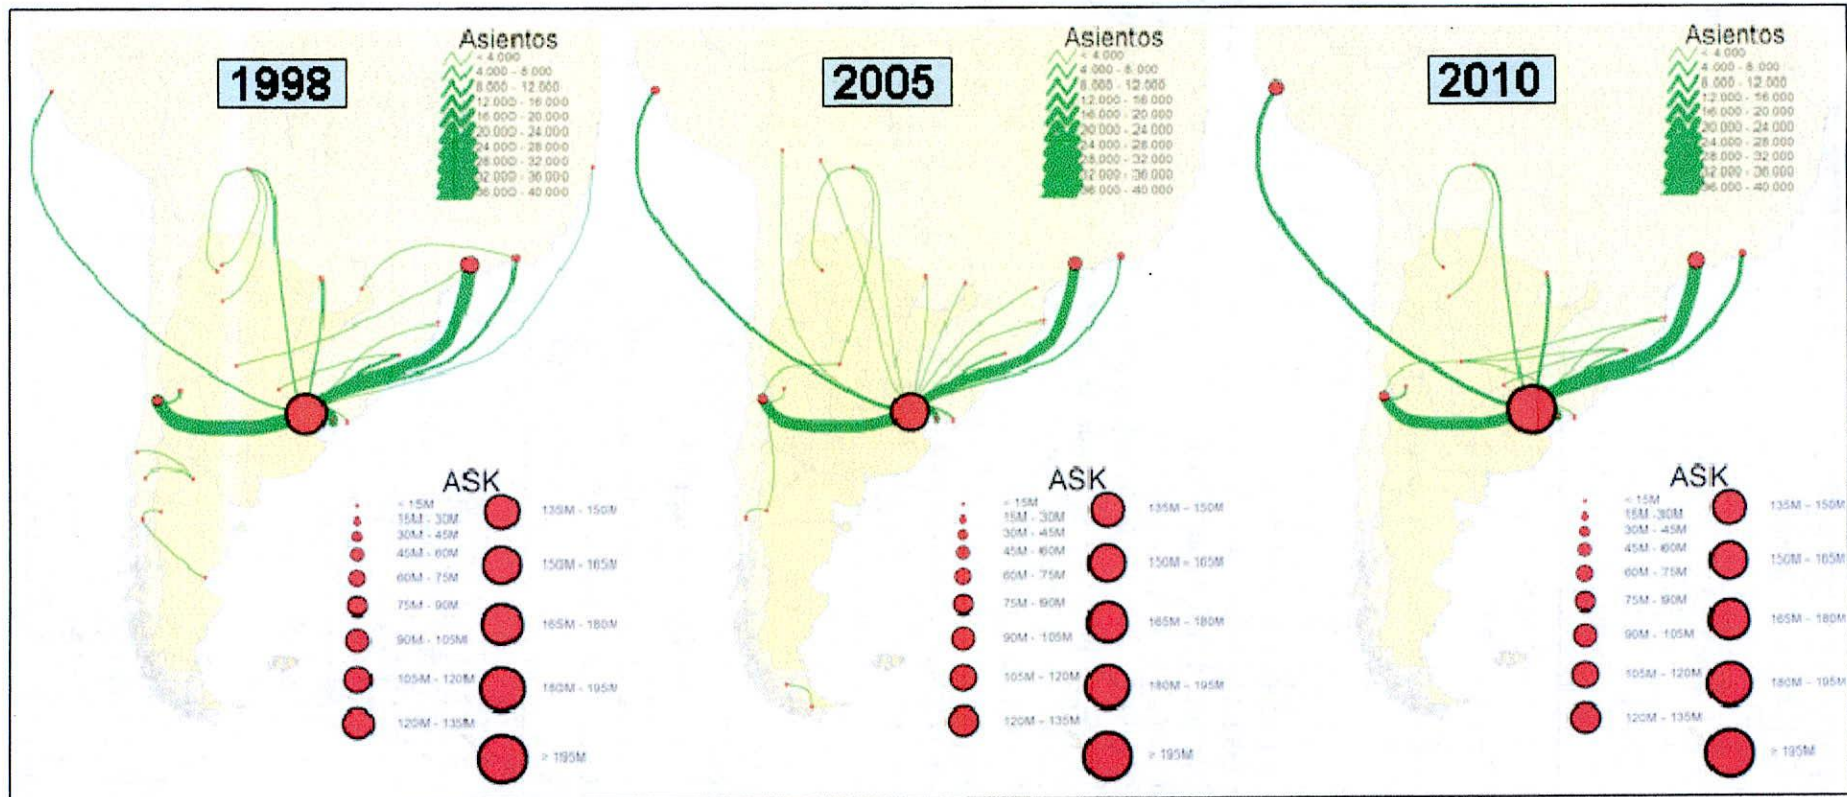 1998
Asientos
< 4.000
4.000 - 8.000
8.000 - 12.000
12.000 - 16.000
16.000 - 20.000
20.000 - 24.000
24.000 - 28.000
28.000 - 32.000
32.000 - 36.000
36.000 - 40.000
ASK
< 15M
15M - 30M
30M - 45M
45M - 60M
60M - 75M
75M - 90M
90M - 105M
105M - 120M
120M - 135M
135M - 150M
150M - 165M
165M - 180M
180M - 195M
≥ 195M
2005
Asientos
< 4.000
4.000 - 8.000
8.000 - 12.000
12.000 - 16.000
16.000 - 20.000
20.000 - 24.000
24.000 - 28.000
28.000 - 32.000
32.000 - 36.000
36.000 - 40.000
ASK
< 15M
15M - 30M
30M - 45M
45M - 60M
60M - 75M
75M - 90M
90M - 105M
105M - 120M
120M - 135M
135M - 150M
150M - 165M
165M - 180M
180M - 195M
≥ 195M
2010
Asientos
< 4.000
4.000 - 8.000
8.000 - 12.000
12.000 - 16.000
16.000 - 20.000
20.000 - 24.000
24.000 - 28.000
28.000 - 32.000
32.000 - 36.000
36.000 - 40.000
ASK
< 15M
15M - 30M
30M - 45M
45M - 60M
60M - 75M
75M - 90M
90M - 105M
105M - 120M
120M - 135M
135M - 150M
150M - 165M
165M - 180M
180M - 195M
≥ 195M